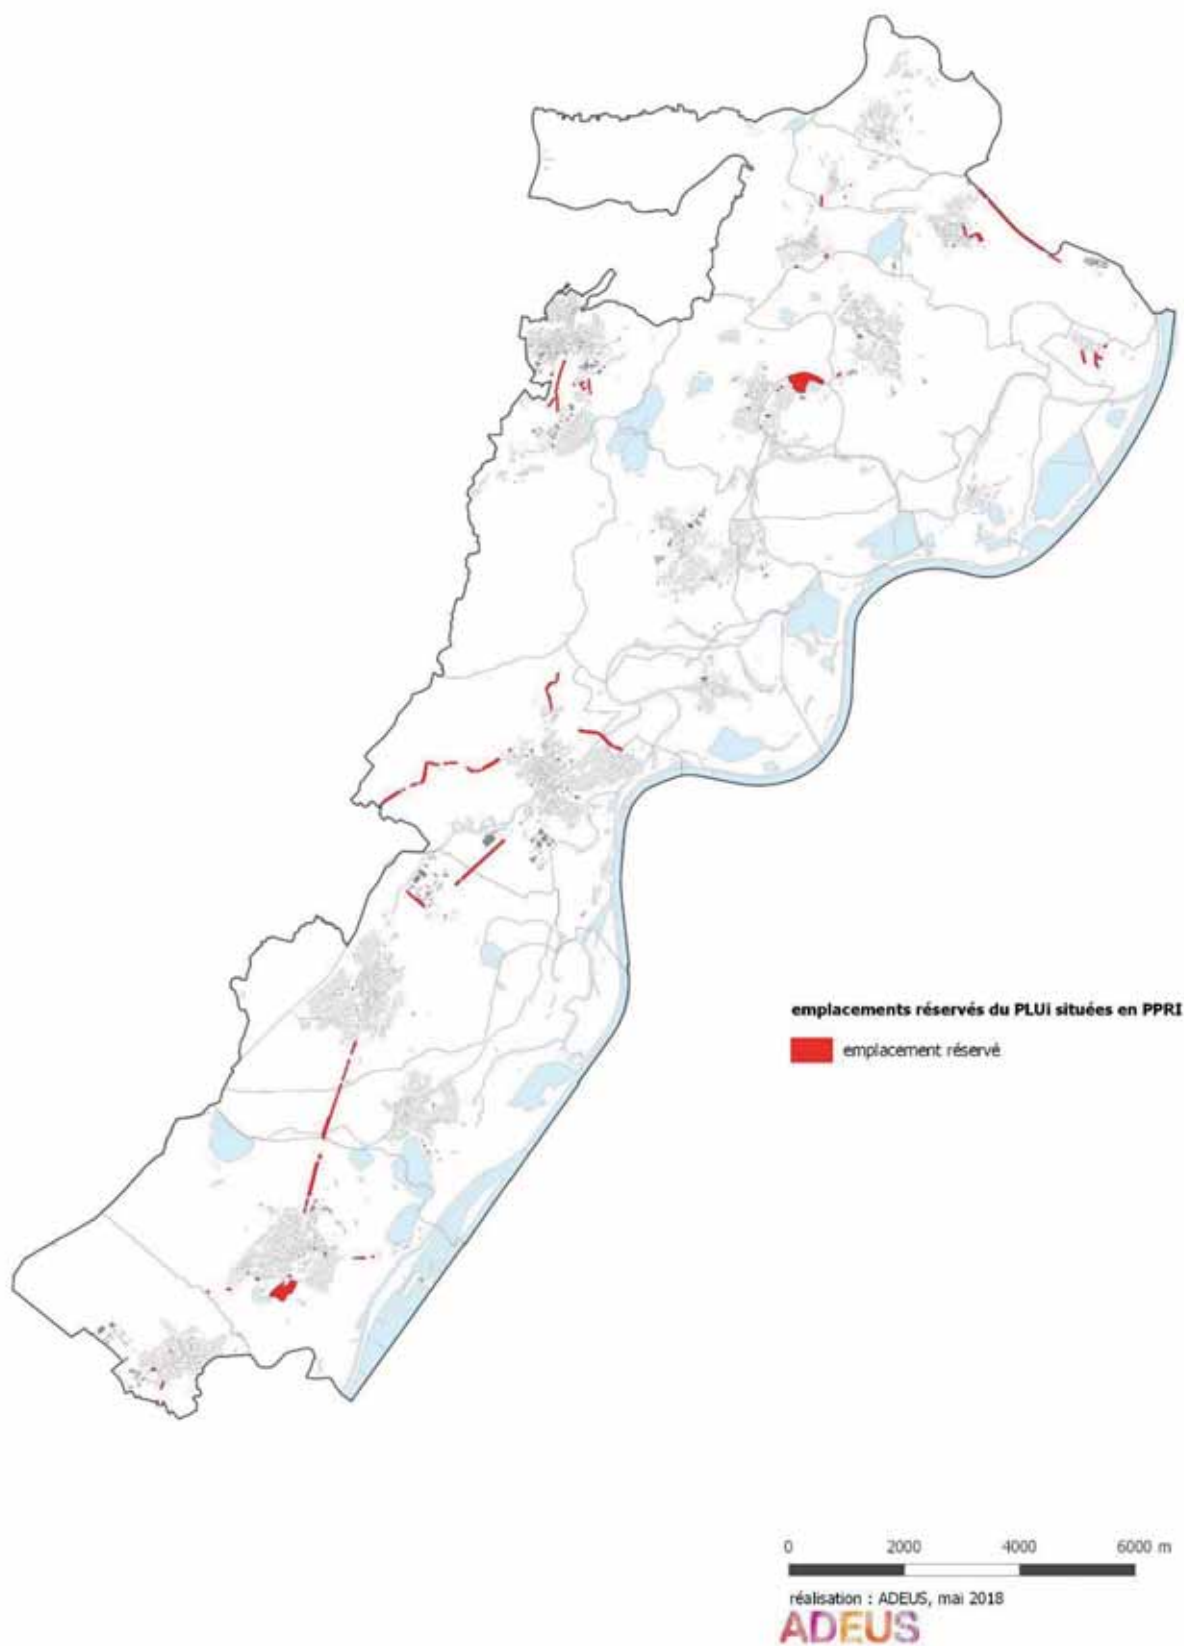 emplacements réservés du PLUi situées en PPRI
emplacement réservé
0 2000 4000 6000 m
réalisation : ADEUS, mai 2018
ADEUS